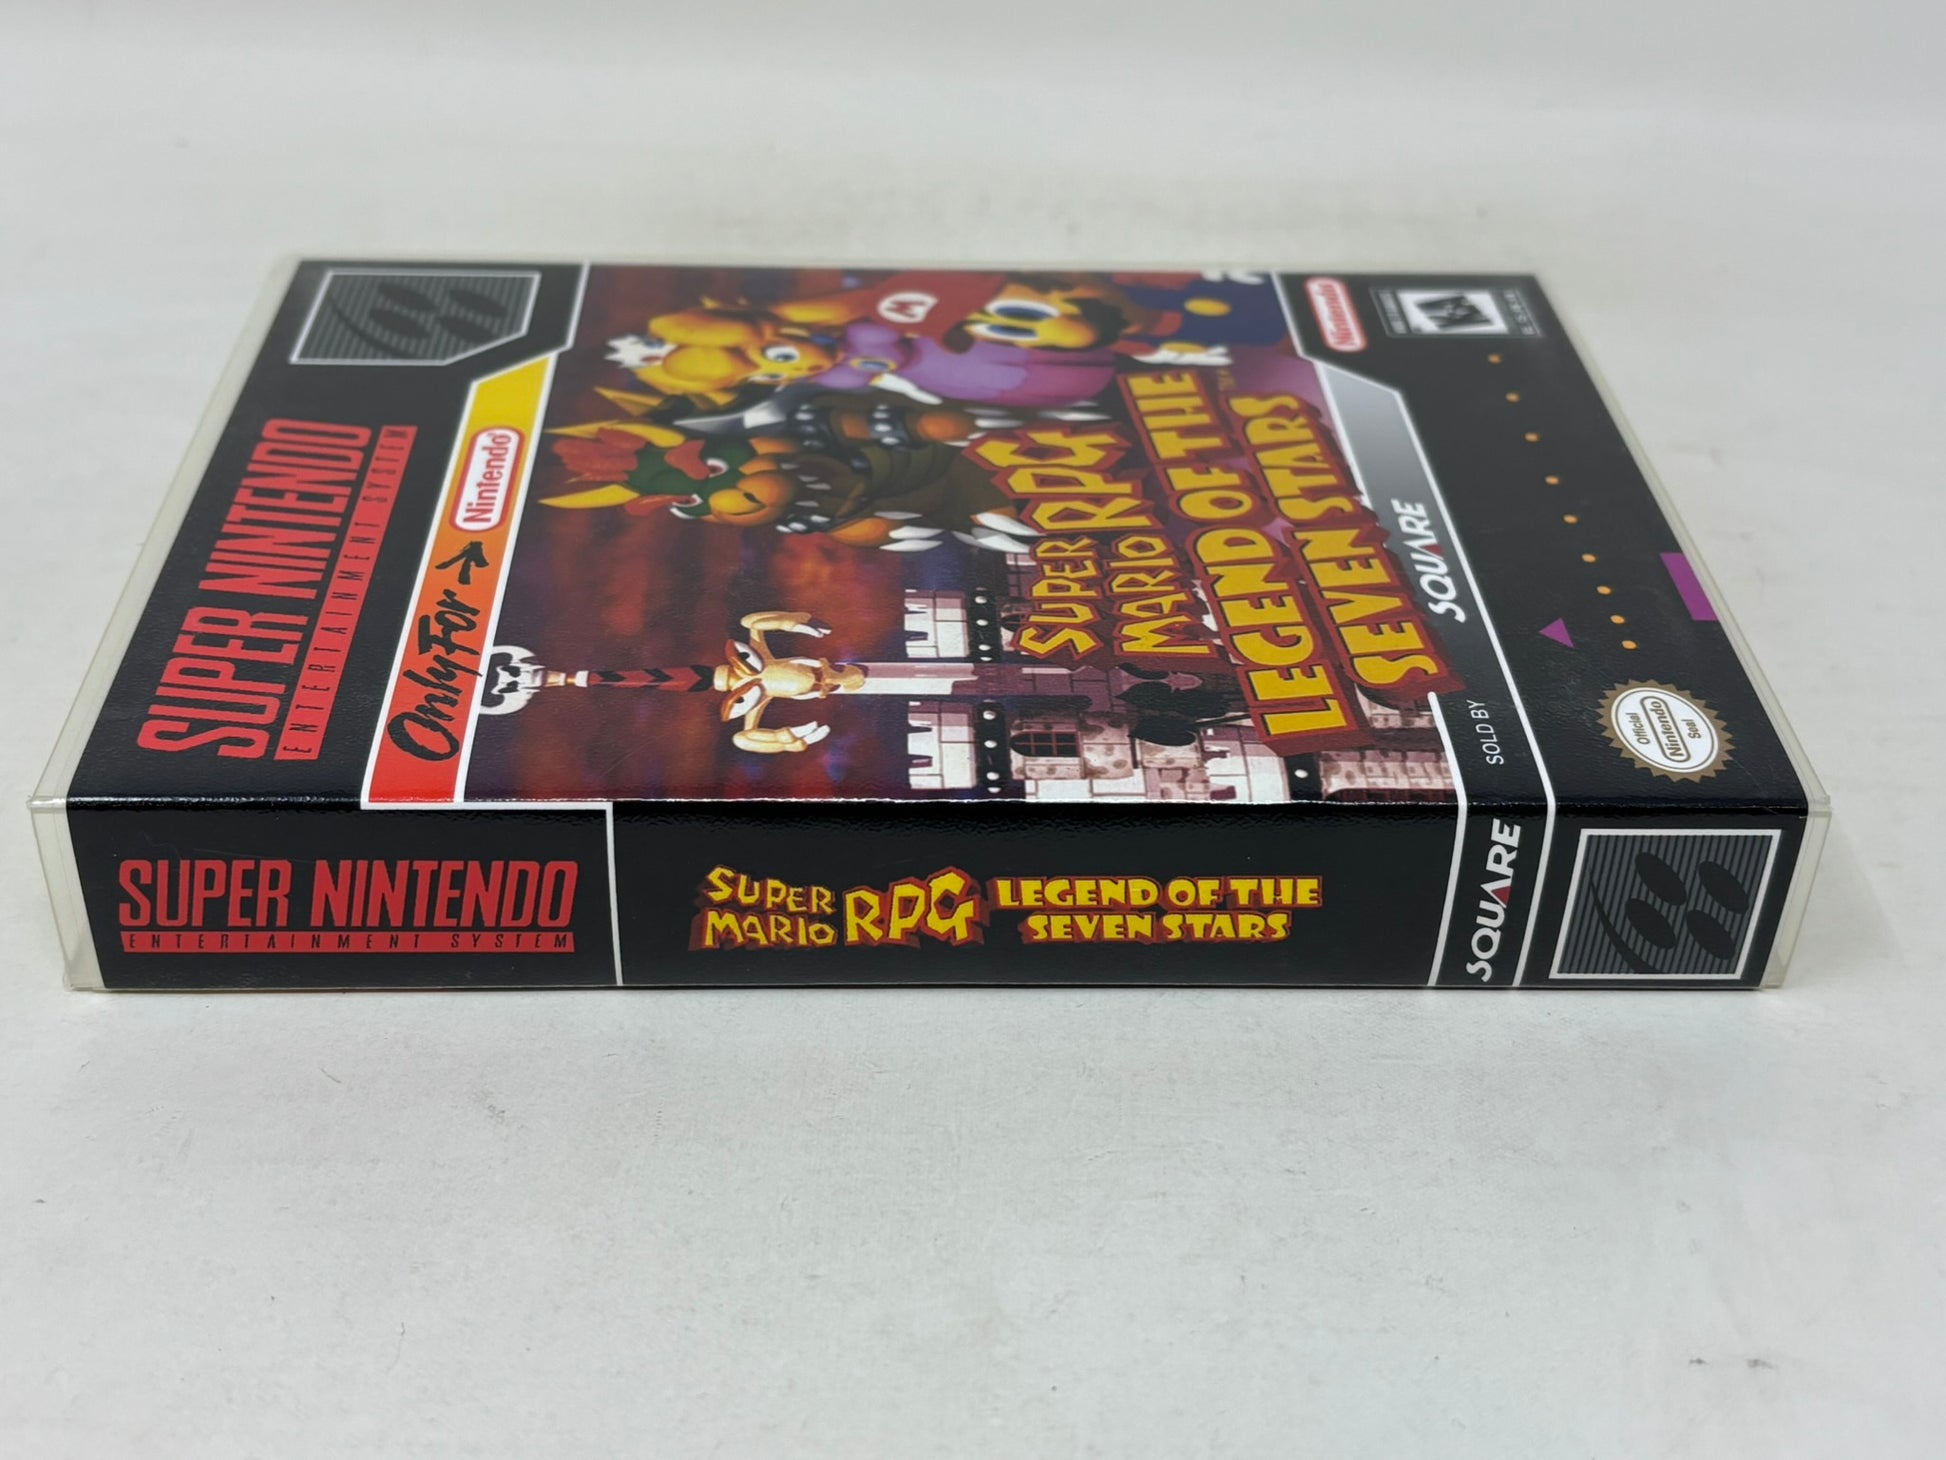 SUPER NINTENDO
ENTERTAINMENT SYSTEM
Only For
Nintendo
M
SUPER
MARIO RPG
™
LEGEND OF THE
SEVEN STARS
Nintendo
SQUARE
SOLD BY
Official
Nintendo
Seal
SUPER NINTENDO
ENTERTAINMENT SYSTEM
SUPER
MARIO RPG
LEGEND OF THE
SEVEN STARS
SQUARE